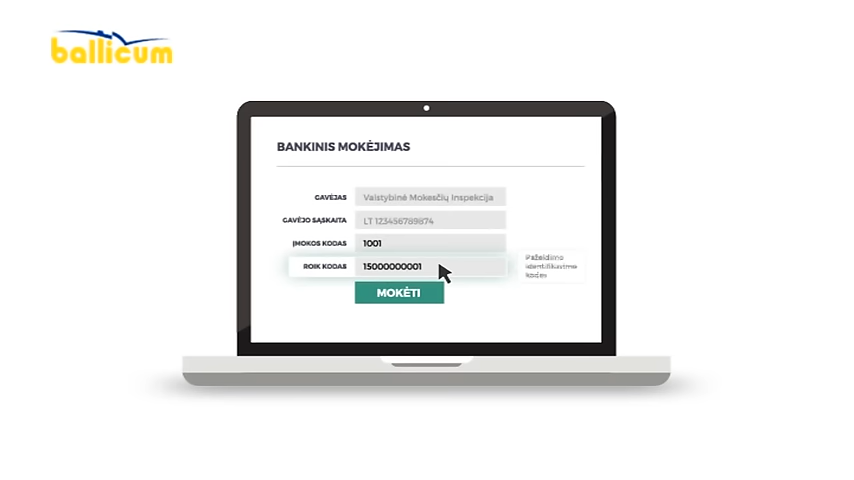 balticum
BANKINIS MOKĖJIMAS
GAVĖJAS Valstybinė Mokesčių Inspekcija
GAVĖJO SĄSKAITA LT 123456789874
ĮMOKOS KODAS 1001
ROIK KODAS 15000000001
Pažeidimo
identifikavimo
kodas
MOKĖTI